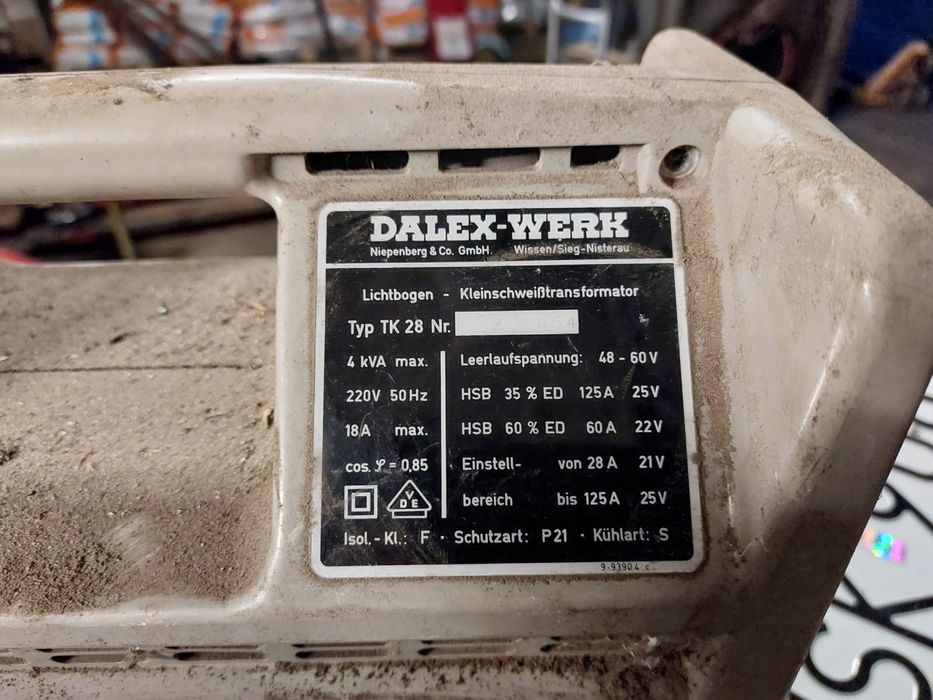 DALEX-WERK
Niepenberg & Co. GmbH. Wissen/Sieg-Nisterau
Lichtbogen - Kleinschweißtransformator
Typ TK 28 Nr.
4 kVA max.
220V 50Hz
18A max.
cos. φ = 0,85
VDE
Leerlaufspannung: 48 - 60 V
HSB 35 % ED 125 A 25 V
HSB 60 % ED 60 A 22 V
Einstell- von 28 A 21 V
bereich bis 125 A 25 V
Isol.- Kl.: F · Schutzart: P21 · Kühlart: S
9-9390 4 c